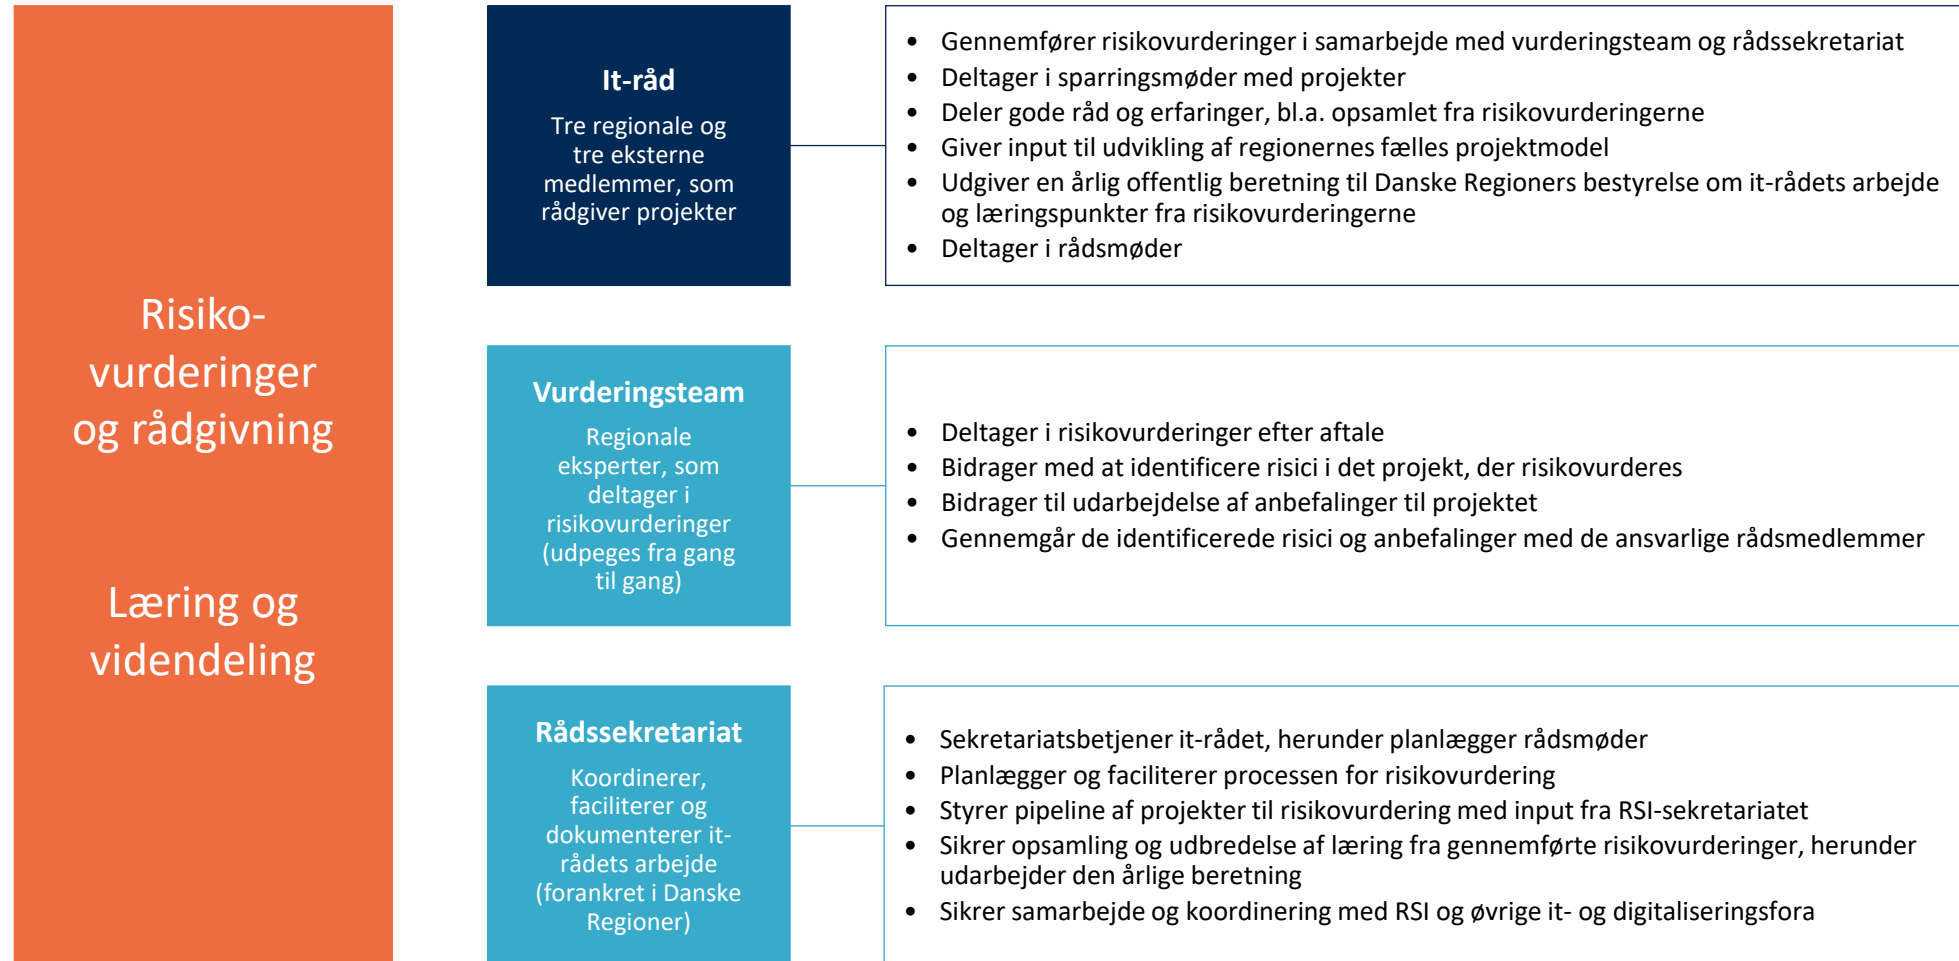 Risiko-
vurderinger
og rådgivning
Læring og
videndeling
It-råd
Tre regionale og
tre eksterne
medlemmer, som
rådgiver projekter
• Gennemfører risikovurderinger i samarbejde med vurderingsteam og rådssekretariat
• Deltager i sparringsmøder med projekter
• Deler gode råd og erfaringer, bl.a. opsamlet fra risikovurderingerne
• Giver input til udvikling af regionernes fælles projektmodel
• Udgiver en årlig offentlig beretning til Danske Regioners bestyrelse om it-rådets arbejde
og læringspunkter fra risikovurderingerne
• Deltager i rådsmøder
Vurderingsteam
Regionale
eksperter, som
deltager i
risikovurderinger
(udpeges fra gang
til gang)
• Deltager i risikovurderinger efter aftale
• Bidrager med at identificere risici i det projekt, der risikovurderes
• Bidrager til udarbejdelse af anbefalinger til projektet
• Gennemgår de identificerede risici og anbefalinger med de ansvarlige rådsmedlemmer
Rådssekretariat
Koordinerer,
faciliterer og
dokumenterer it-
rådets arbejde
(forankret i Danske
Regioner)
• Sekretariatsbetjener it-rådet, herunder planlægger rådsmøder
• Planlægger og faciliterer processen for risikovurdering
• Styrer pipeline af projekter til risikovurdering med input fra RSI-sekretariatet
• Sikrer opsamling og udbredelse af læring fra gennemførte risikovurderinger, herunder
udarbejder den årlige beretning
• Sikrer samarbejde og koordinering med RSI og øvrige it- og digitaliseringsfora